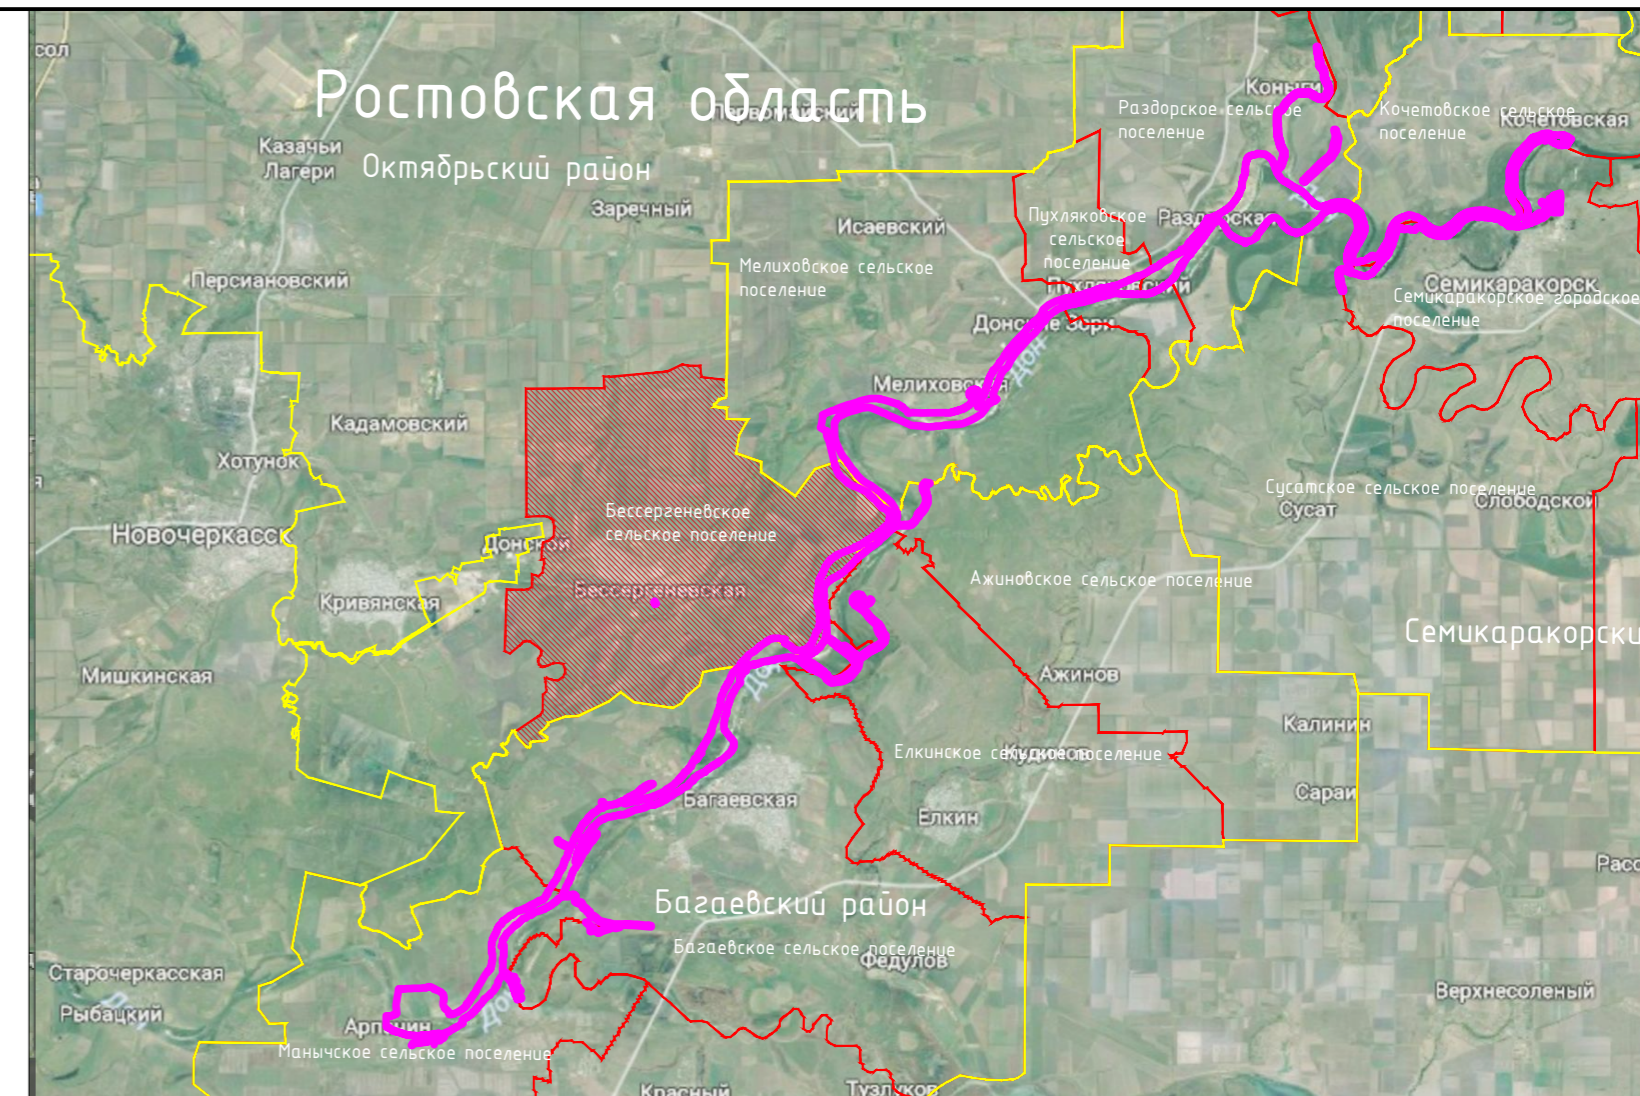 сол
Ростовская область
Первомайский
Коныги
Раздорское сельское
поселение
Кочетовское сельское
поселение
Кочетовская
Казачьи
Лагери
Октябрьский район
Заречный
Исаевский
Пухляковское
сельское
поселение
Раздорская
Мелиховское сельское
поселение
Персиановский
Пухляковский
Семикаракорск
Семикаракорское городское
поселение
Донские Зори
Дон
Мелиховская
Кадамовский
Хотунок
Сусатское сельское поселение
Слободской
Сусат
Бессергеневское
сельское поселение
Новочеркасск
Донской
Ажиновское сельское поселение
Бессергеневская
Кривянская
Семикаракорски
Мишкинская
Ажинов
Дон
Калинин
Елкинское сельское поселение
Кудинов
Сараи
Багаевская
Елкин
Расс
Багаевский район
Багаевское сельское поселение
Федулов
Старочеркасская
Верхнесоленый
Рыбацкий
Дон
Арпачин
Манычское сельское поселение
Красный
Тузлуков